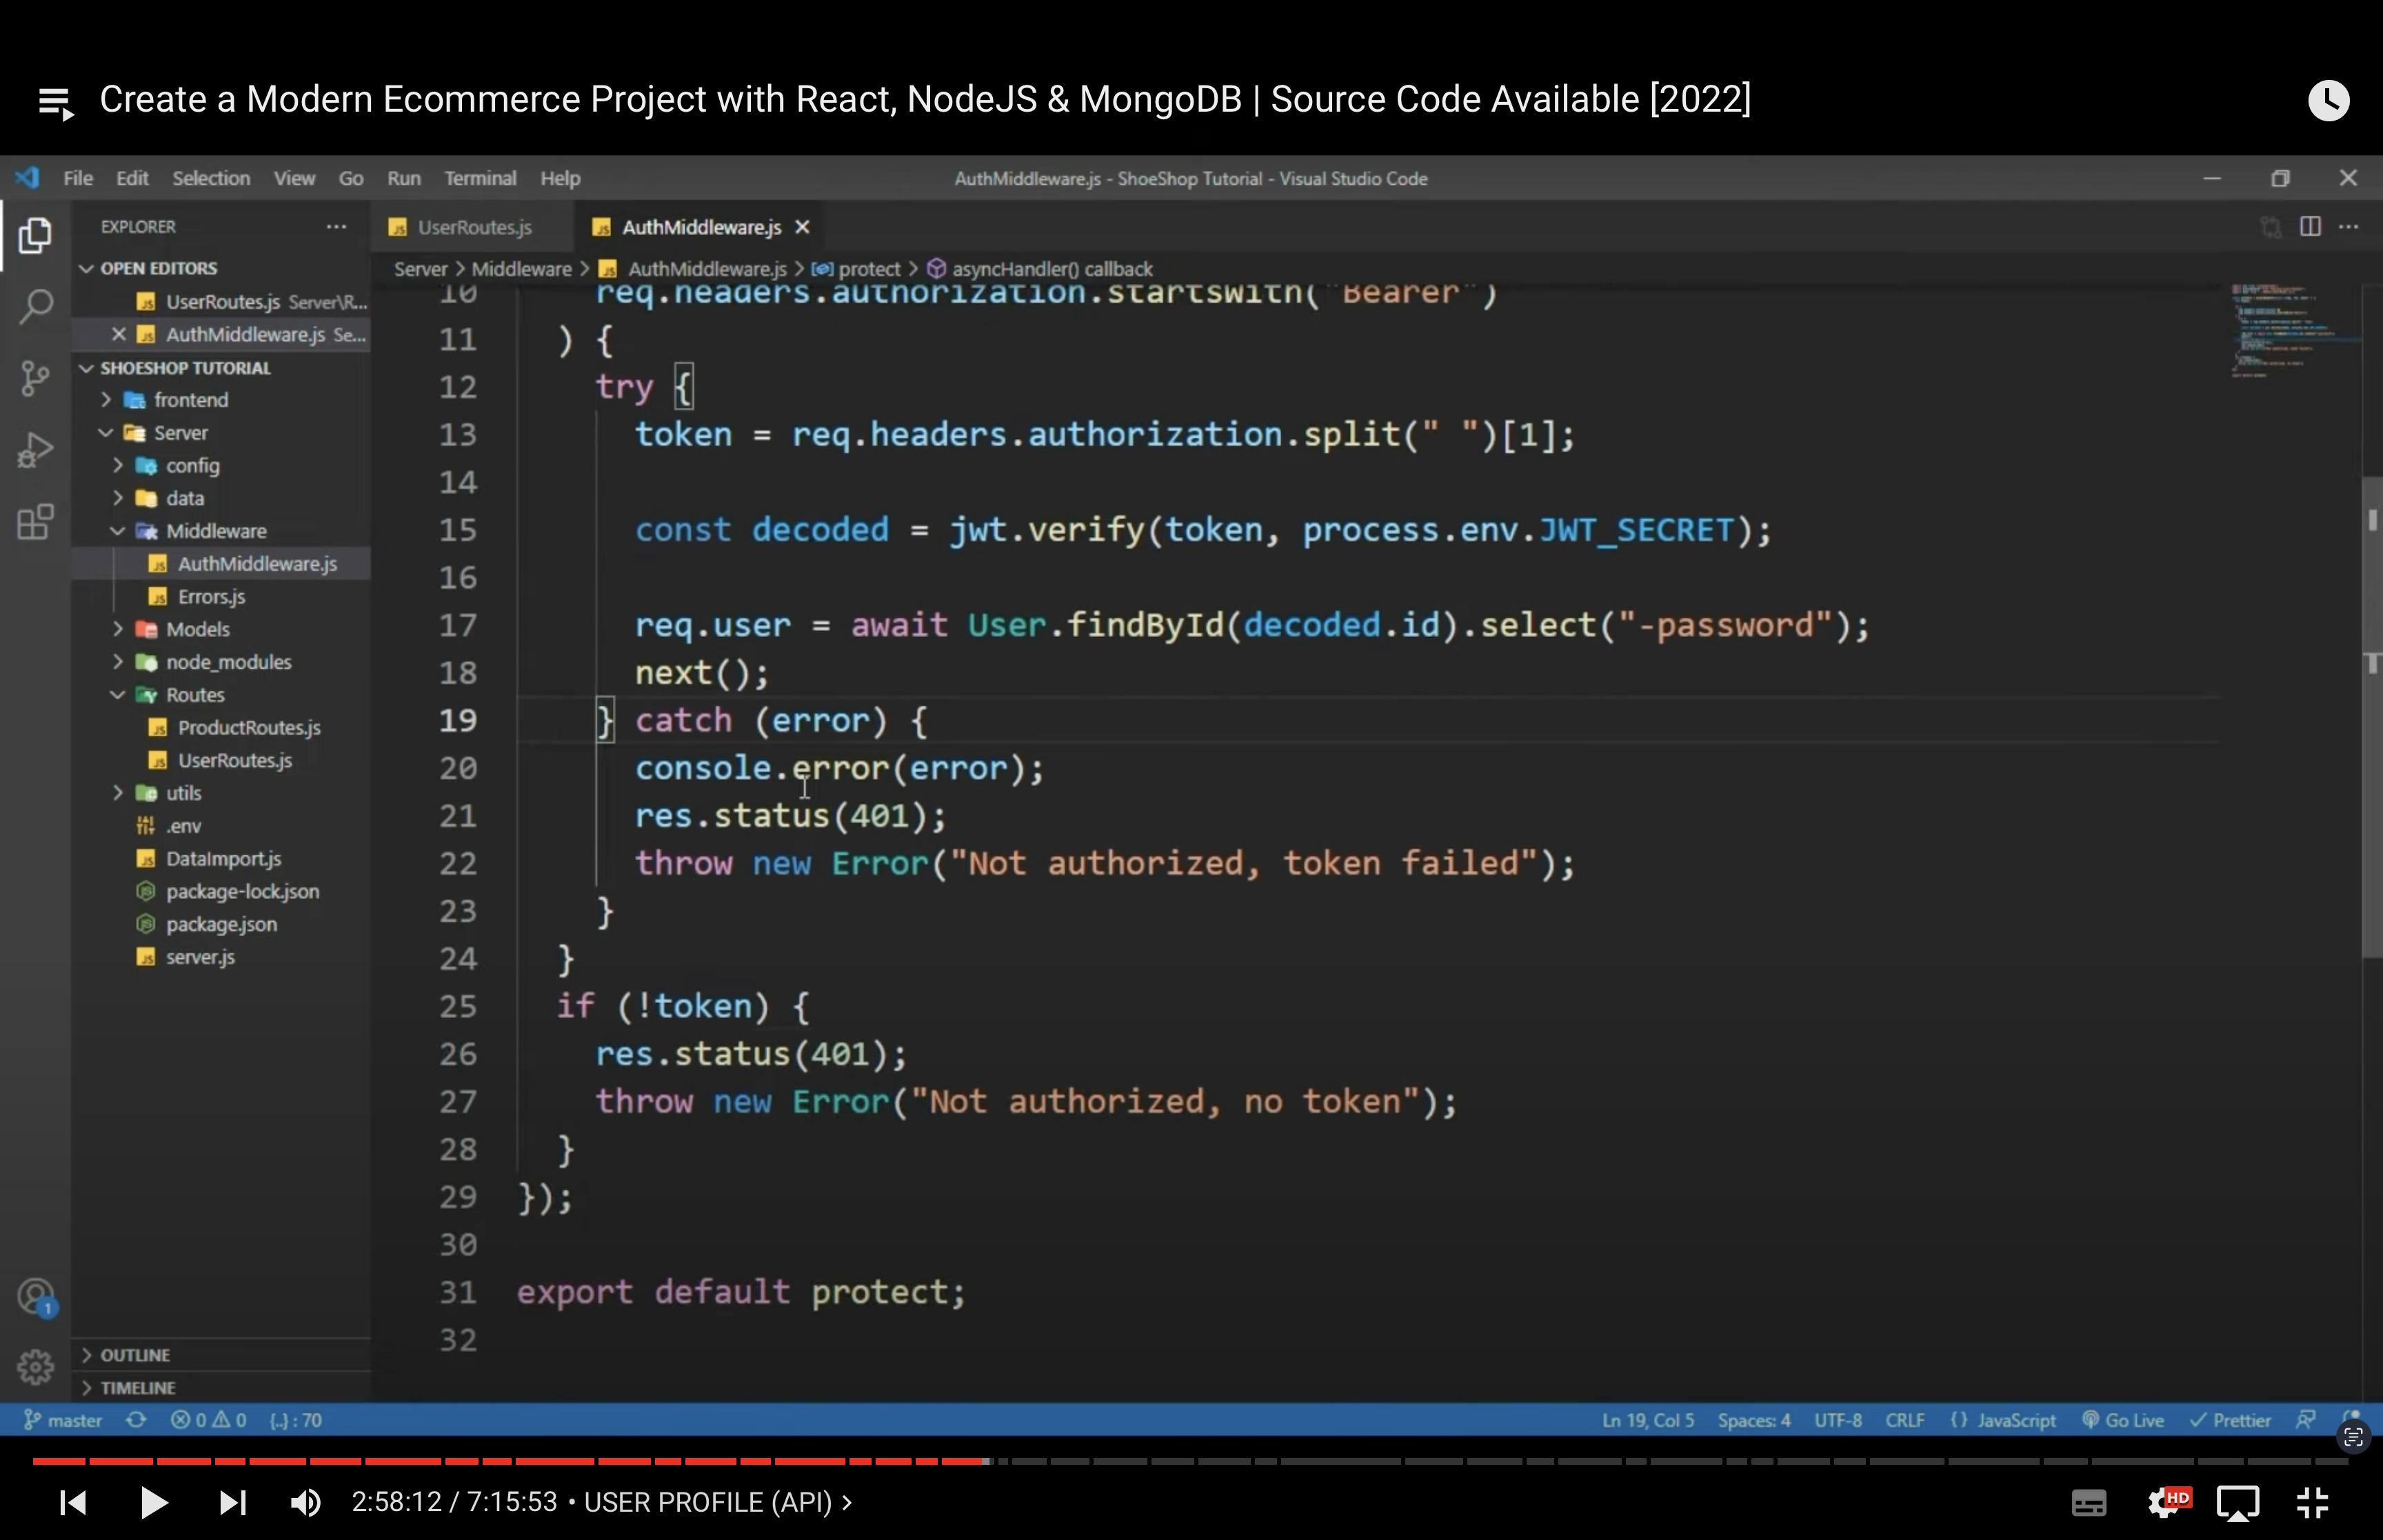 Create a Modern Ecommerce Project with React, NodeJS & MongoDB | Source Code Available [2022]
File Edit Selection View Go Run Terminal Help
AuthMiddleware.js - ShoeShop Tutorial - Visual Studio Code
EXPLORER
OPEN EDITORS
UserRoutes.js Server\R...
AuthMiddleware.js Se...
SHOESHOP TUTORIAL
frontend
Server
config
data
Middleware
AuthMiddleware.js
Errors.js
Models
node_modules
Routes
ProductRoutes.js
UserRoutes.js
utils
.env
DataImport.js
package-lock.json
package.json
server.js
OUTLINE
TIMELINE
UserRoutes.js AuthMiddleware.js
Server > Middleware > AuthMiddleware.js > protect > asyncHandler() callback
10 req.headers.authorization.startsWith("Bearer")
11 ) {
12 try {
13 token = req.headers.authorization.split(" ")[1];
14
15 const decoded = jwt.verify(token, process.env.JWT_SECRET);
16
17 req.user = await User.findById(decoded.id).select("-password");
18 next();
19 } catch (error) {
20 console.error(error);
21 res.status(401);
22 throw new Error("Not authorized, token failed");
23 }
24 }
25 if (!token) {
26 res.status(401);
27 throw new Error("Not authorized, no token");
28 }
29 });
30
31 export default protect;
32
1
master 0 0 {..} : 70 Ln 19, Col 5 Spaces: 4 UTF-8 CRLF {} JavaScript Go Live Prettier
2:58:12 / 7:15:53 • USER PROFILE (API) HD